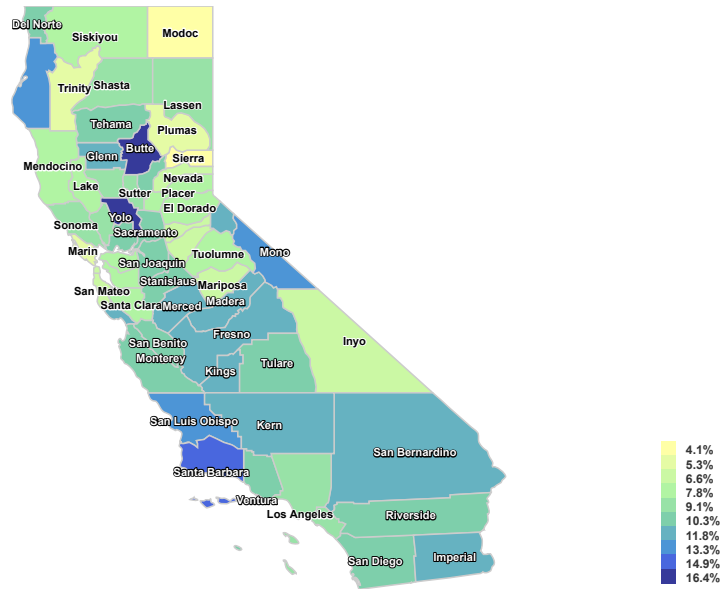 Del Norte
Siskiyou
Modoc
Trinity
Shasta
Lassen
Tehama
Plumas
Butte
Glenn
Sierra
Mendocino
Nevada
Lake
Sutter
Placer
El Dorado
Yolo
Sonoma
Sacramento
Marin
Tuolumne
Mono
San Joaquin
Stanislaus
Mariposa
San Mateo
Santa Clara
Merced
Madera
Fresno
Inyo
San Benito
Monterey
Tulare
Kings
San Luis Obispo
Kern
San Bernardino
Santa Barbara
Ventura
Los Angeles
Riverside
San Diego
Imperial
4.1%
5.3%
6.6%
7.8%
9.1%
10.3%
11.8%
13.3%
14.9%
16.4%